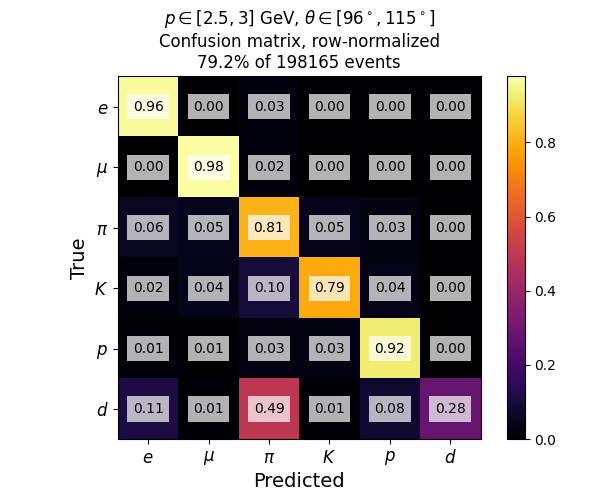 p ∈ [2.5, 3] GeV, θ ∈ [96°, 115°]
Confusion matrix, row-normalized
79.2% of 198165 events
e 0.96 0.00 0.03 0.00 0.00 0.00
μ 0.00 0.98 0.02 0.00 0.00 0.00
π 0.06 0.05 0.81 0.05 0.03 0.00
K 0.02 0.04 0.10 0.79 0.04 0.00
p 0.01 0.01 0.03 0.03 0.92 0.00
d 0.11 0.01 0.49 0.01 0.08 0.28
e μ π K p d
Predicted
True
0.8
0.6
0.4
0.2
0.0